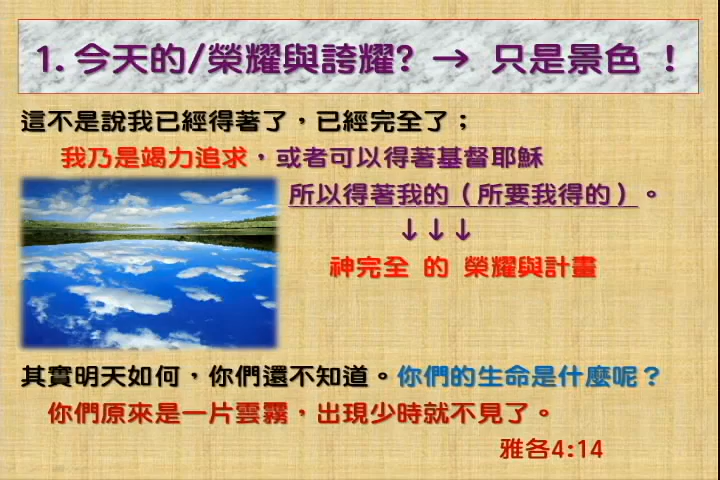 1. 今天的/榮耀與誇耀? → 只是景色 !
這不是說我已經得著了，已經完全了；
我乃是竭力追求，或者可以得著基督耶穌
所以得著我的（所要我得的）。
↓↓↓
神完全 的 榮耀與計畫
其實明天如何，你們還不知道。你們的生命是什麼呢？
你們原來是一片雲霧，出現少時就不見了。
雅各4:14